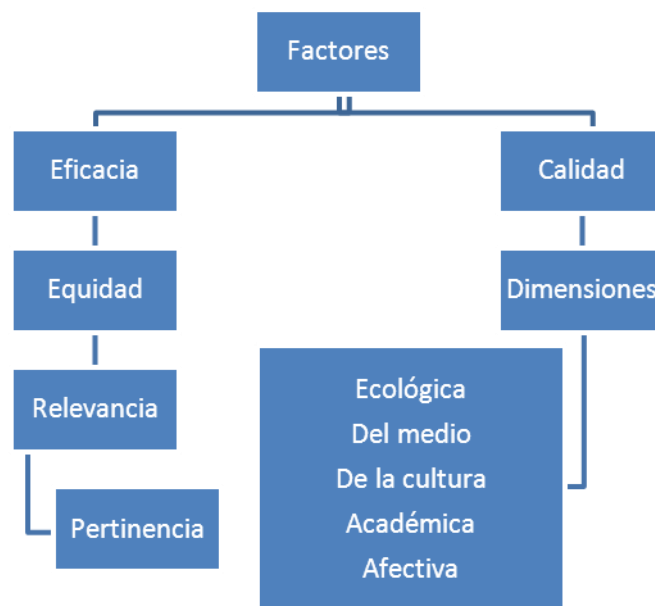 Factores
Eficacia
Calidad
Equidad
Dimensiones
Relevancia
Ecológica
Del medio
De la cultura
Académica
Afectiva
Pertinencia